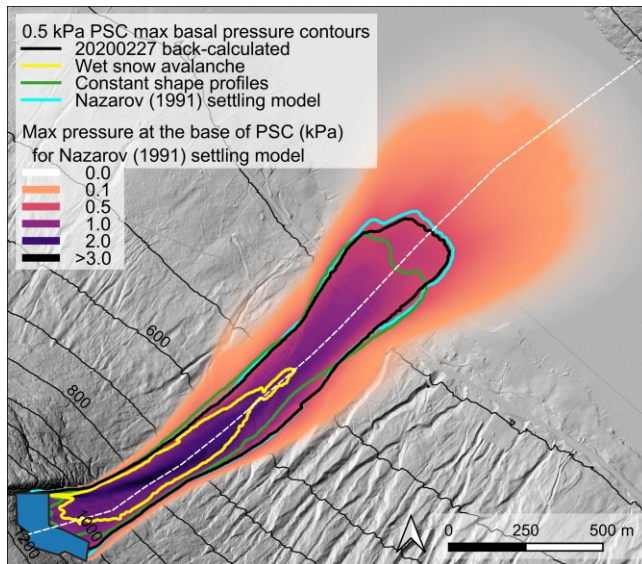 0.5 kPa PSC max basal pressure contours
20200227 back-calculated
Wet snow avalanche
Constant shape profiles
Nazarov (1991) settling model
Max pressure at the base of PSC (kPa)
for Nazarov (1991) settling model
0.0
0.1
0.5
1.0
2.0
>3.0
600
800
1000
1200
0 250 500 m